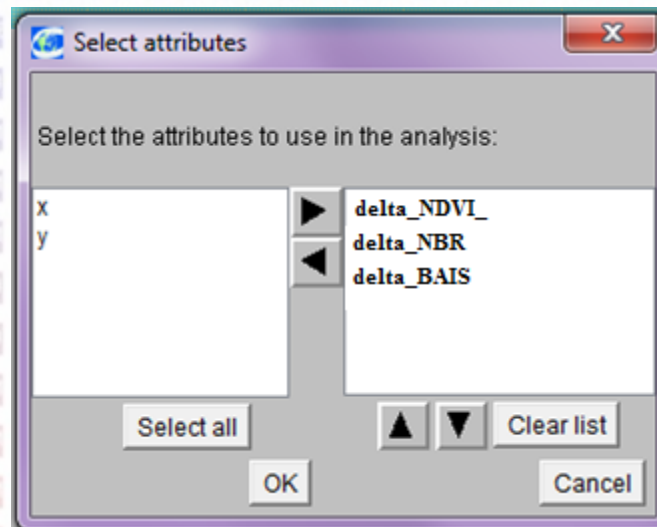 Select attributes
Select the attributes to use in the analysis:
x
y
delta_NDVI_
delta_NBR
delta_BAIS
Select all
Clear list
OK
Cancel